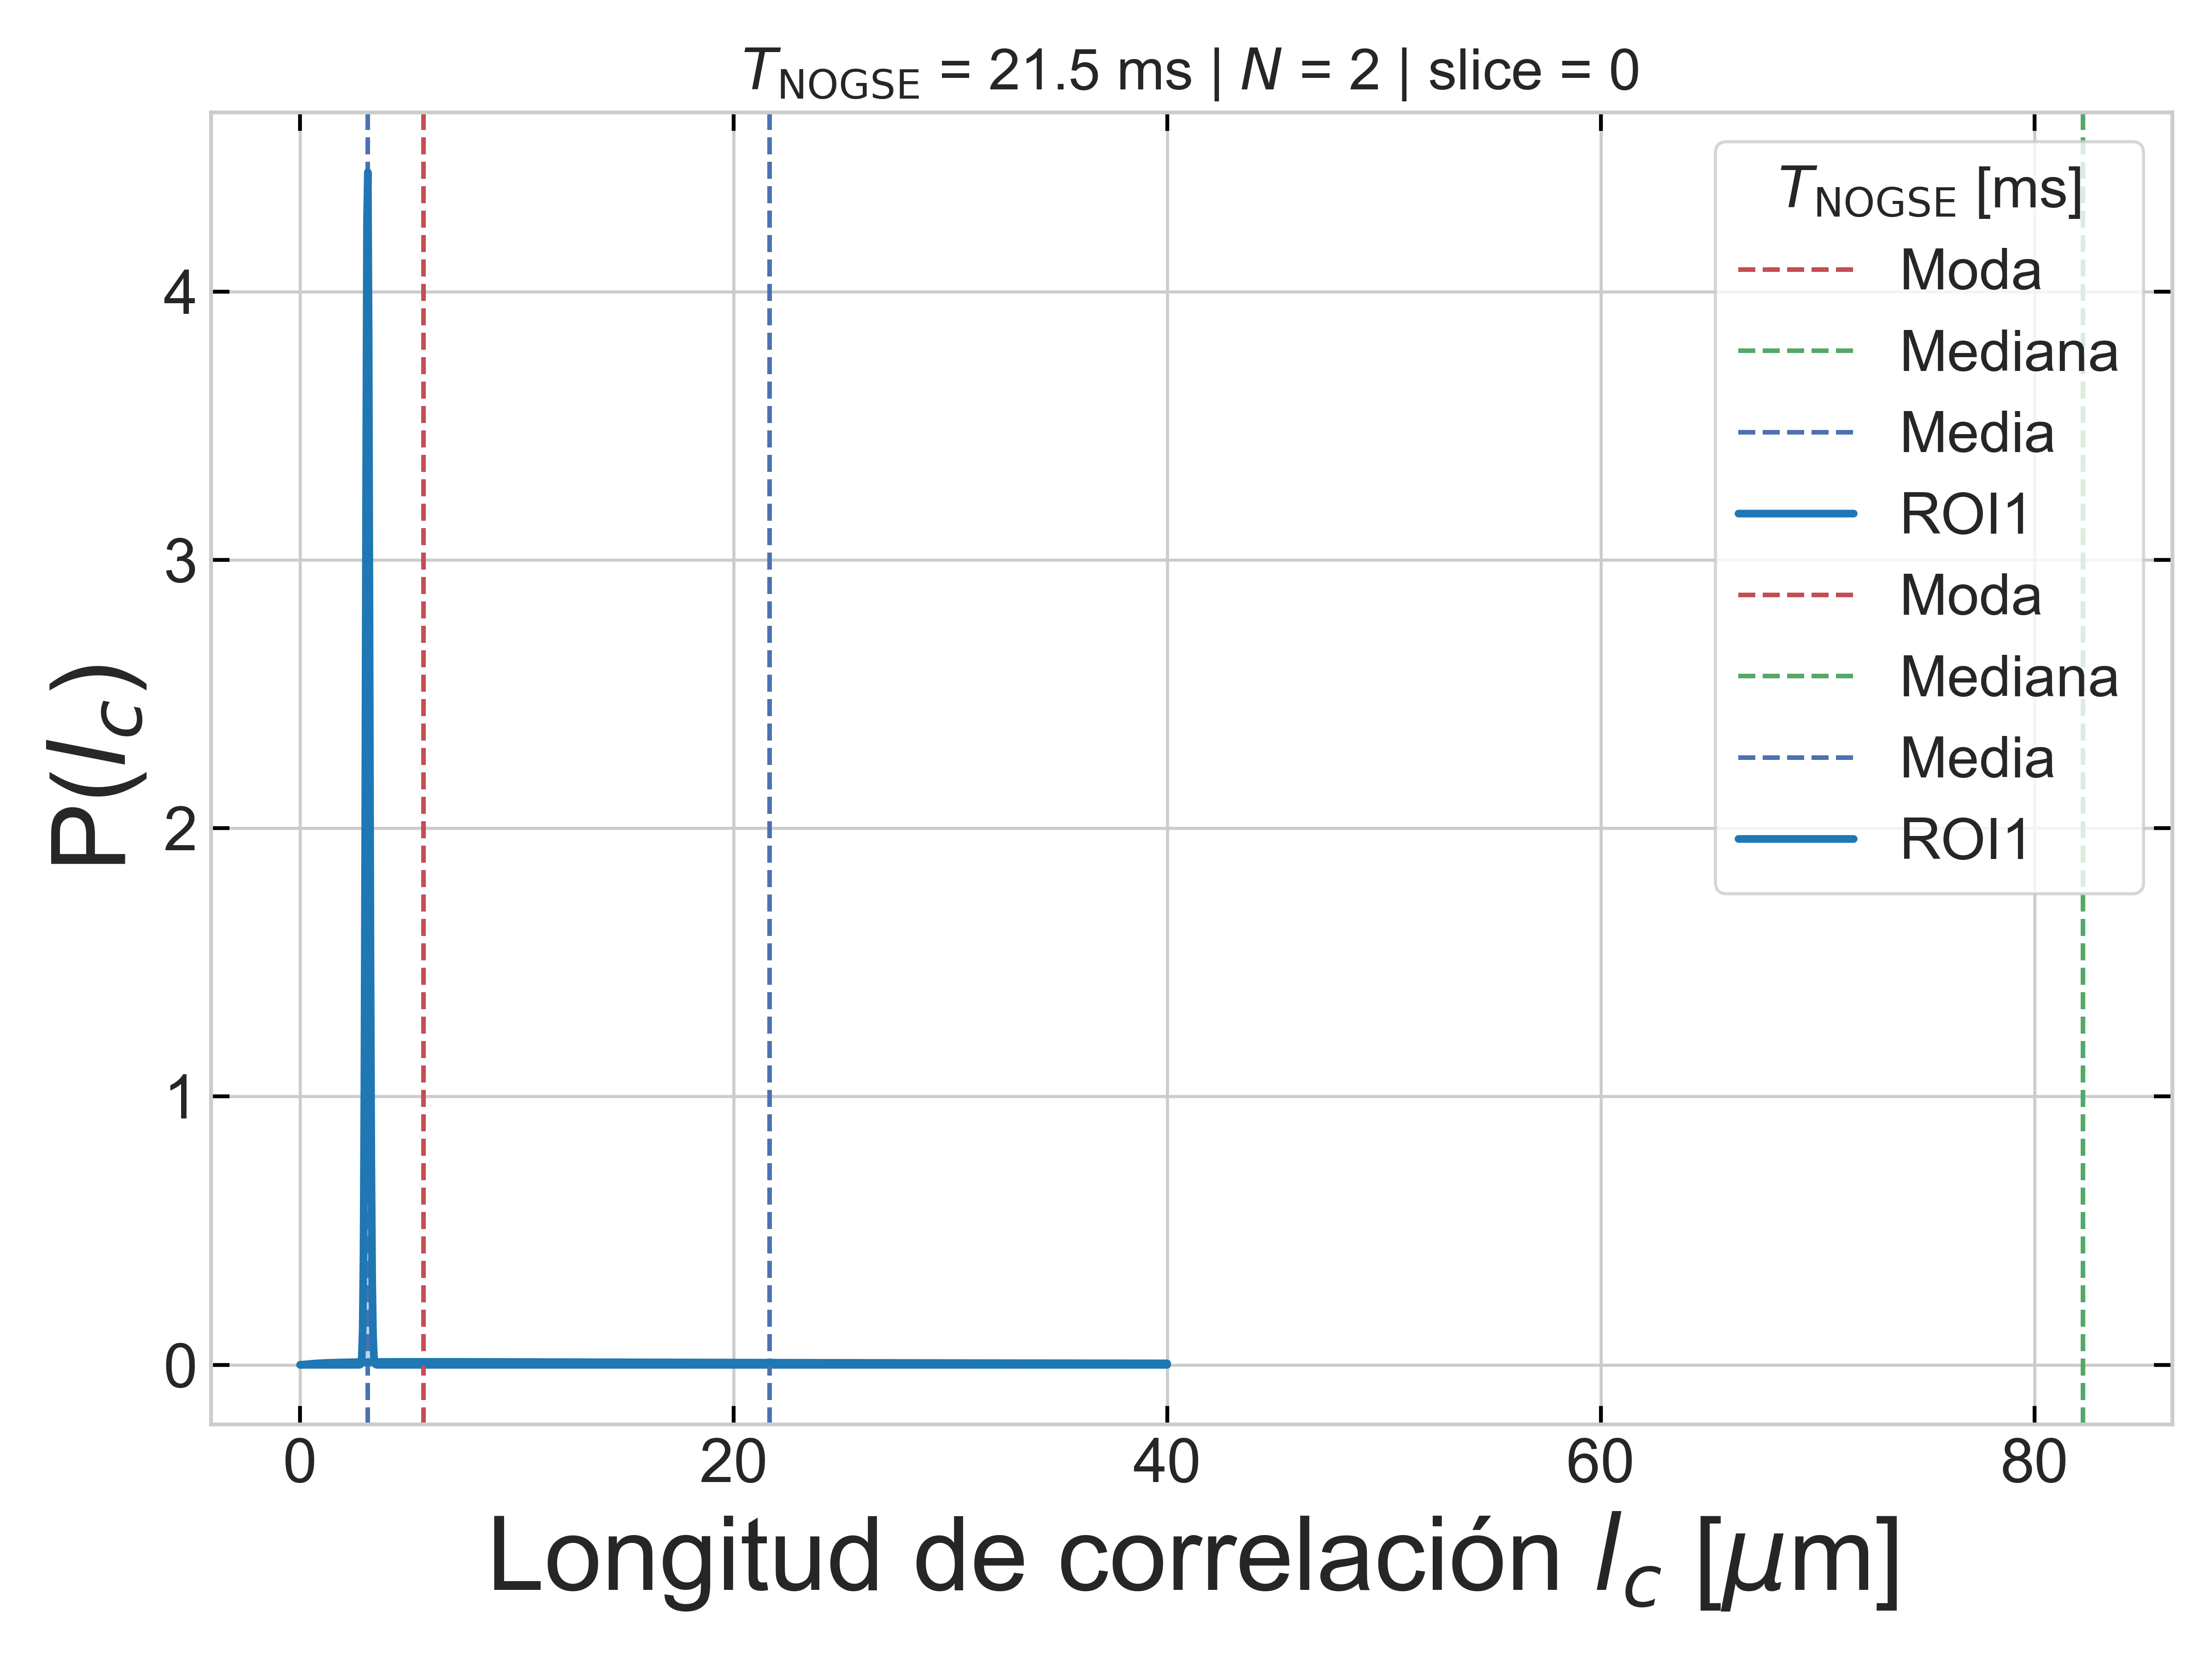 T_NOGSE = 21.5 ms | N = 2 | slice = 0
T_NOGSE [ms]
Moda
Mediana
Media
ROI1
Moda
Mediana
Media
ROI1
P(l_c)
4
3
2
1
0
0 20 40 60 80
Longitud de correlación l_c [μm]